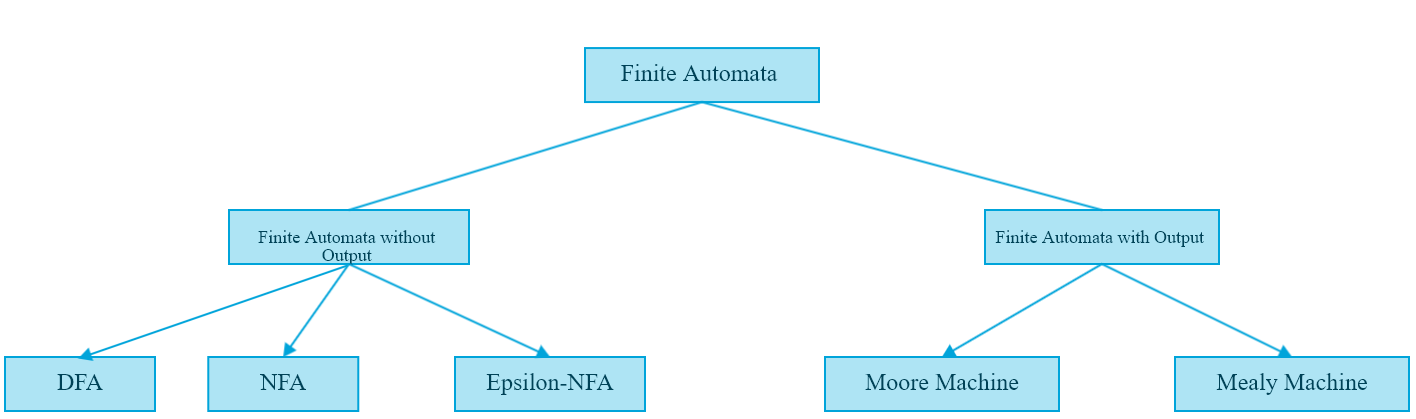 Finite Automata
Finite Automata without
Output
Finite Automata with Output
DFA
NFA
Epsilon-NFA
Moore Machine
Mealy Machine